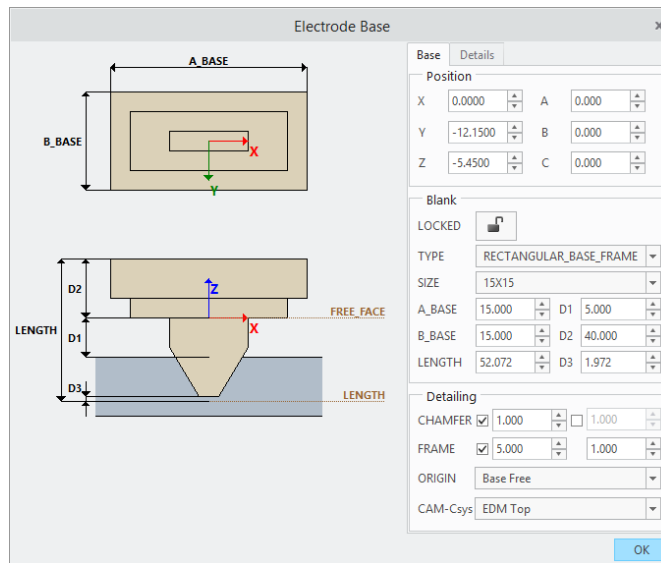 Electrode Base
x
A_BASE
B_BASE
X
Y
Z
X
D2
LENGTH
D1
D3
FREE_FACE
LENGTH
Base Details
Position
X 0.0000 A 0.000
Y -12.1500 B 0.000
Z -5.4500 C 0.000
Blank
LOCKED
TYPE RECTANGULAR_BASE_FRAME
SIZE 15X15
A_BASE 15.000 D1 5.000
B_BASE 15.000 D2 40.000
LENGTH 52.072 D3 1.972
Detailing
CHAMFER 1.000 1.000
FRAME 5.000 1.000
ORIGIN Base Free
CAM-Csys EDM Top
OK